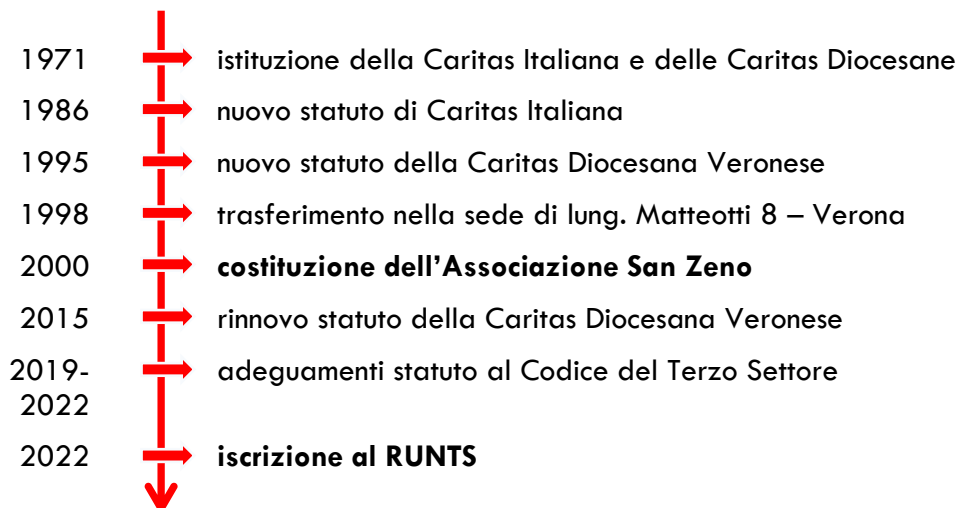 1971 istituzione della Caritas Italiana e delle Caritas Diocesane
1986 nuovo statuto di Caritas Italiana
1995 nuovo statuto della Caritas Diocesana Veronese
1998 trasferimento nella sede di lung. Matteotti 8 – Verona
2000 costituzione dell’Associazione San Zeno
2015 rinnovo statuto della Caritas Diocesana Veronese
2019- adeguamenti statuto al Codice del Terzo Settore
2022
2022 iscrizione al RUNTS